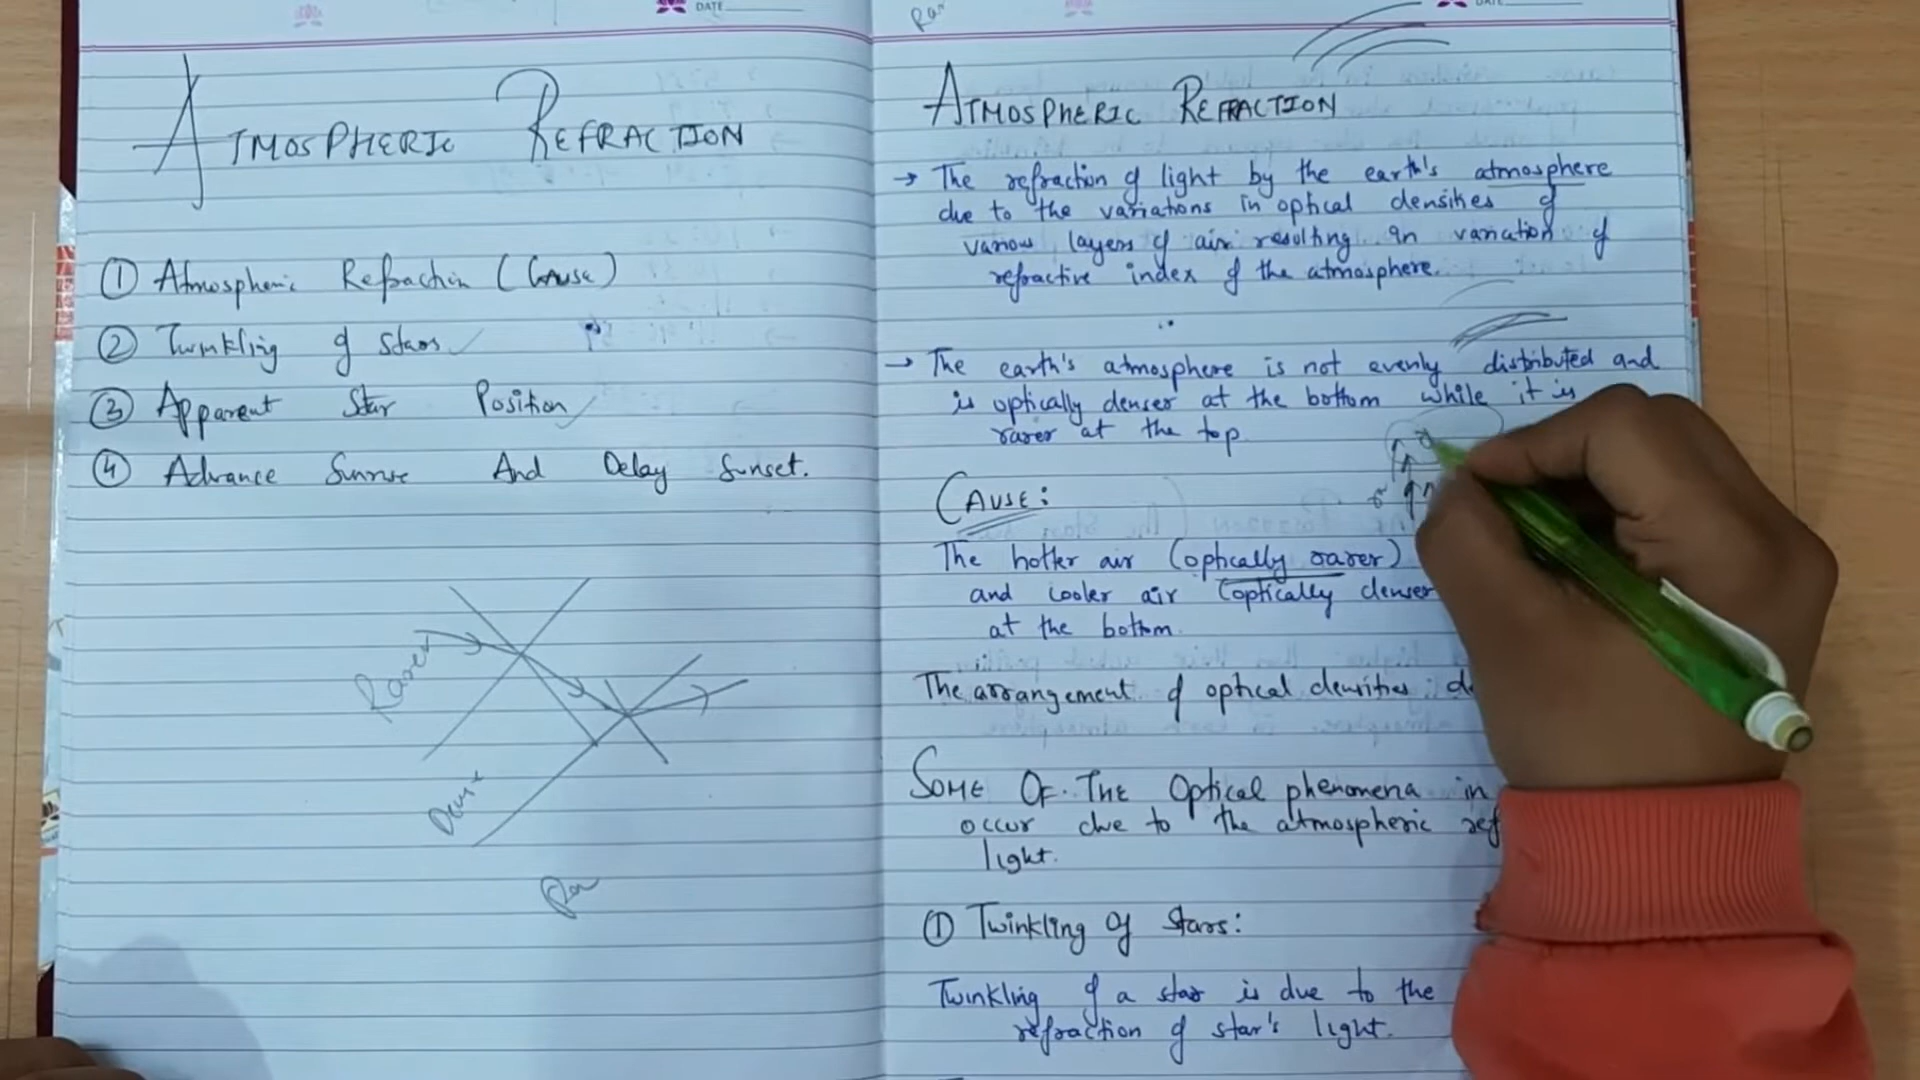 DATE
ATMOSPHERIC REFRACTION
① Atmospheric Refraction (Cause)
② Twinkling of stars
③ Apparent Star Position
④ Advance Sunrise And Delay Sunset.
Rarer
Denser
Rar
Rar
DATE
ATMOSPHERIC REFRACTION
→ The refraction of light by the earth's atmosphere
due to the variations in optical densities of
various layers of air resulting in variation of
refractive index of the atmosphere.
→ The earth's atmosphere is not evenly distributed and
is optically denser at the bottom while it is
rarer at the top.
CAUSE:
The hotter air (optically rarer)
and cooler air (optically denser
at the bottom.
The arrangement of optical densities
SOME OF THE Optical phenomena in
occur due to the atmospheric ref
light.
① Twinkling Of Stars:
Twinkling of a star is due to the
refraction of star's light.